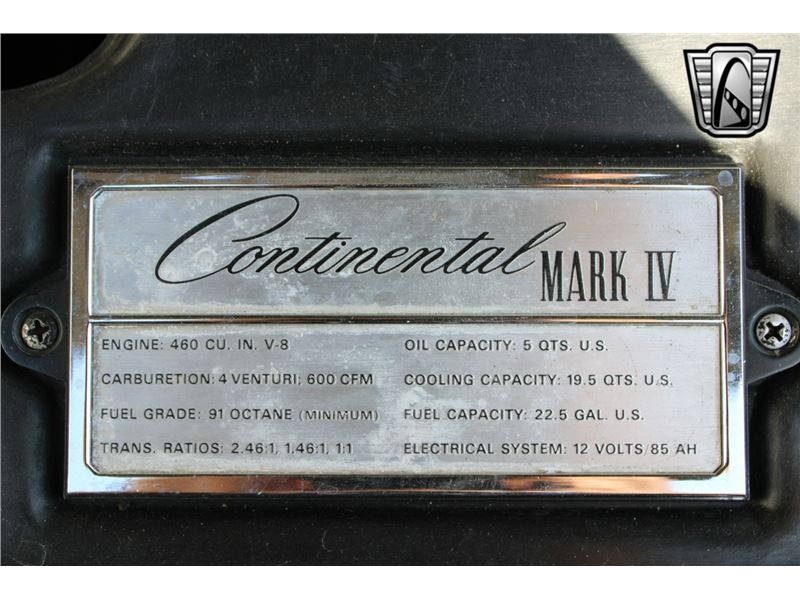 Continental MARK IV
ENGINE: 460 CU. IN. V-8
CARBURETION: 4 VENTURI; 600 CFM
FUEL GRADE: 91 OCTANE (MINIMUM)
TRANS. RATIOS: 2.46:1, 1.46:1, 1:1
OIL CAPACITY: 5 QTS. U.S.
COOLING CAPACITY: 19.5 QTS. U.S.
FUEL CAPACITY: 22.5 GAL. U.S.
ELECTRICAL SYSTEM: 12 VOLTS/85 AH